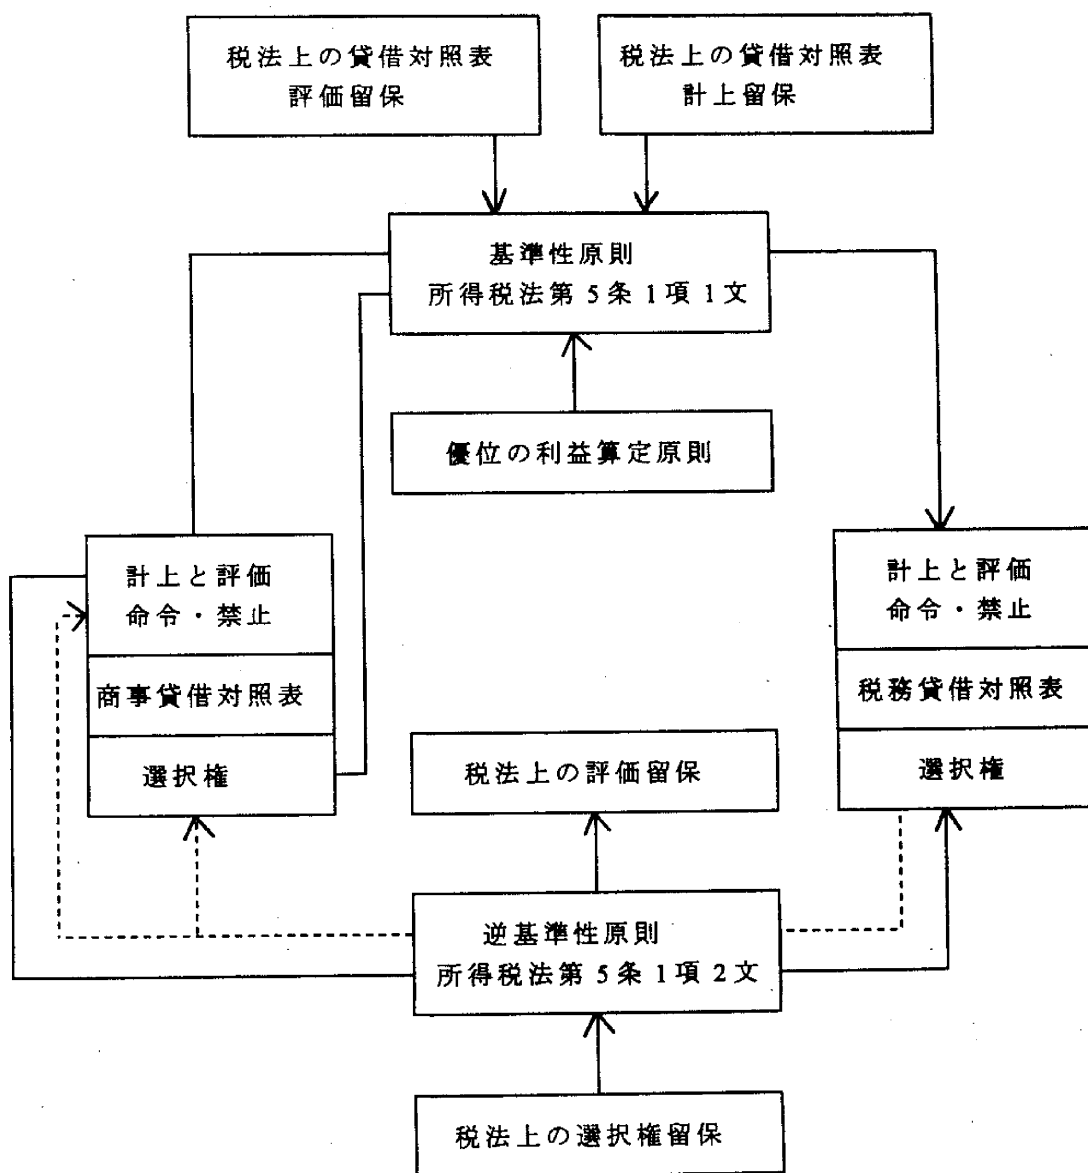 税法上の貸借対照表
評価留保
税法上の貸借対照表
計上留保
基準性原則
所得税法第5条1項1文
優位の利益算定原則
計上と評価
命令・禁止
商事貸借対照表
選択権
計上と評価
命令・禁止
税務貸借対照表
選択権
税法上の評価留保
逆基準性原則
所得税法第5条1項2文
税法上の選択権留保